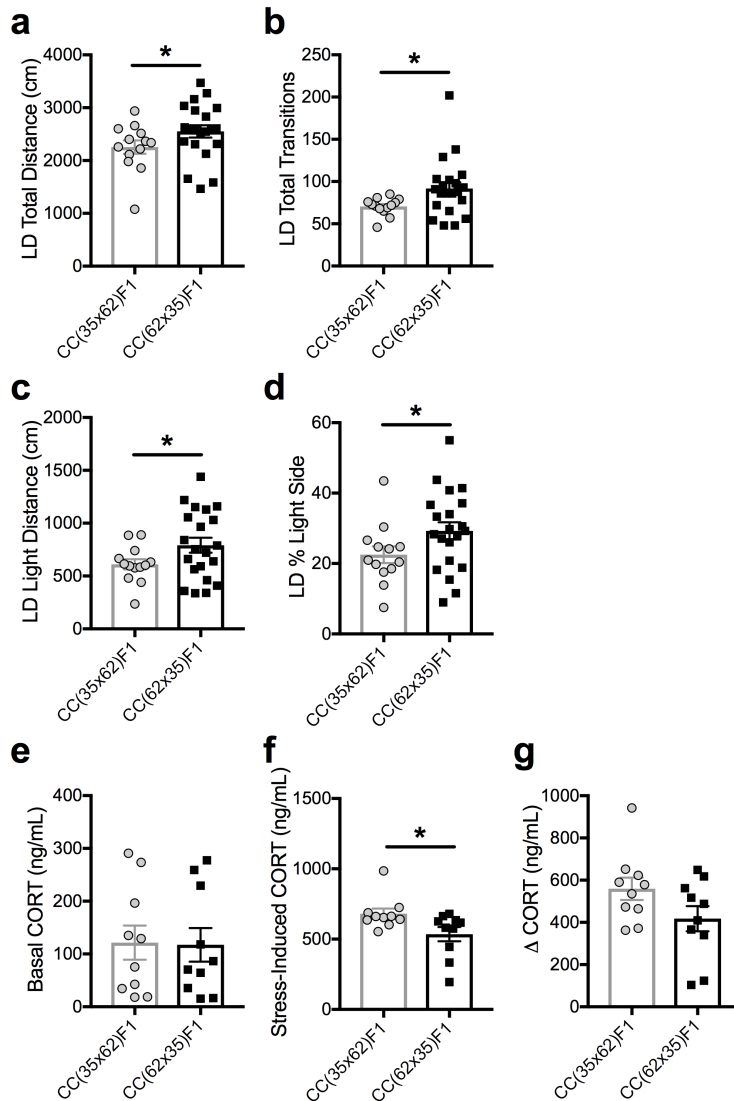 a
LD Total Distance (cm)
4000
3000
2000
1000
0
*
CC(35x62)F1
CC(62x35)F1
b
LD Total Transitions
250
200
150
100
50
0
*
CC(35x62)F1
CC(62x35)F1
c
LD Light Distance (cm)
2000
1500
1000
500
0
*
CC(35x62)F1
CC(62x35)F1
d
LD % Light Side
60
40
20
0
*
CC(35x62)F1
CC(62x35)F1
e
Basal CORT (ng/mL)
400
300
200
100
0
CC(35x62)F1
CC(62x35)F1
f
Stress-Induced CORT (ng/mL)
1500
1000
500
0
*
CC(35x62)F1
CC(62x35)F1
g
Δ CORT (ng/mL)
1000
800
600
400
200
0
CC(35x62)F1
CC(62x35)F1